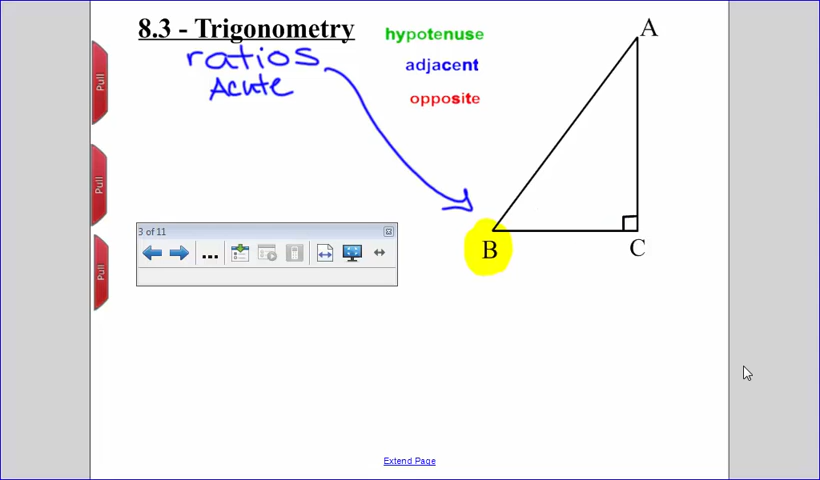 8.3 - Trigonometry
ratios
Acute
hypotenuse
adjacent
opposite
A
B
C
Pull
Pull
Pull
3 of 11
...
Extend Page